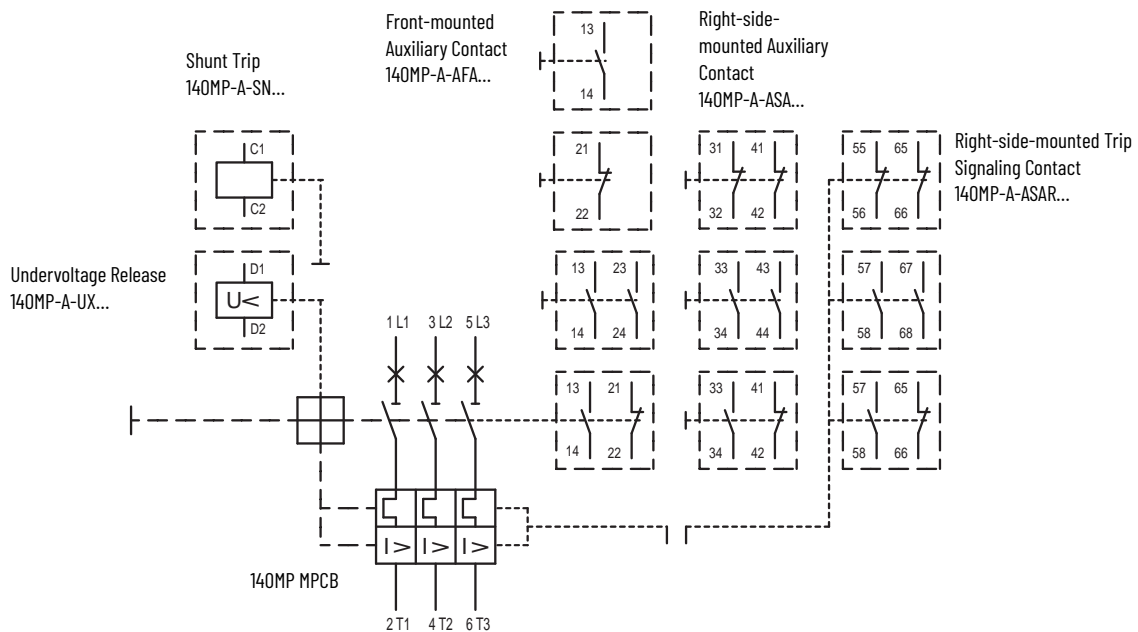 Shunt Trip
140MP-A-SN...
C1
C2
Undervoltage Release
140MP-A-UX...
D1
U<
D2
Front-mounted
Auxiliary Contact
140MP-A-AFA...
13
14
21
22
13 23
14 24
13 21
14 22
Right-side-
mounted Auxiliary
Contact
140MP-A-ASA...
31 41
32 42
33 43
34 44
33 41
34 42
Right-side-mounted Trip
Signaling Contact
140MP-A-ASAR...
55 65
56 66
57 67
58 68
57 65
58 66
1 L1 3 L2 5 L3
I> I> I>
140MP MPCB
2 T1 4 T2 6 T3